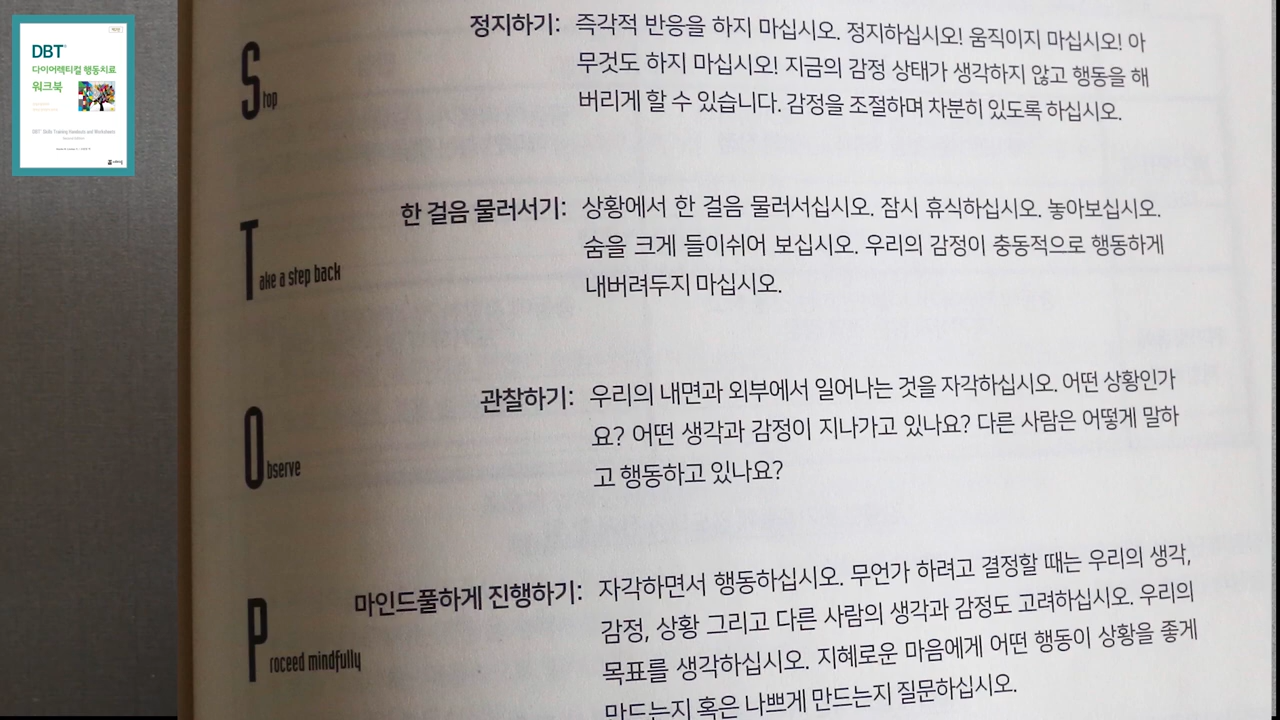 DBT
다이어렉티컬 행동치료
워크북
DBT Skills Training Handouts and Worksheets
Stop
정지하기: 즉각적 반응을 하지 마십시오. 정지하십시오! 움직이지 마십시오! 아
무것도 하지 마십시오! 지금의 감정 상태가 생각하지 않고 행동을 해
버리게 할 수 있습니다. 감정을 조절하며 차분히 있도록 하십시오.
Take a step back
한 걸음 물러서기: 상황에서 한 걸음 물러서십시오. 잠시 휴식하십시오. 놓아보십시오.
숨을 크게 들이쉬어 보십시오. 우리의 감정이 충동적으로 행동하게
내버려두지 마십시오.
Observe
관찰하기: 우리의 내면과 외부에서 일어나는 것을 자각하십시오. 어떤 상황인가
요? 어떤 생각과 감정이 지나가고 있나요? 다른 사람은 어떻게 말하
고 행동하고 있나요?
Proceed mindfully
마인드풀하게 진행하기: 자각하면서 행동하십시오. 무언가 하려고 결정할 때는 우리의 생각,
감정, 상황 그리고 다른 사람의 생각과 감정도 고려하십시오. 우리의
목표를 생각하십시오. 지혜로운 마음에게 어떤 행동이 상황을 좋게
만드는지 혹은 나쁘게 만드는지 질문하십시오.